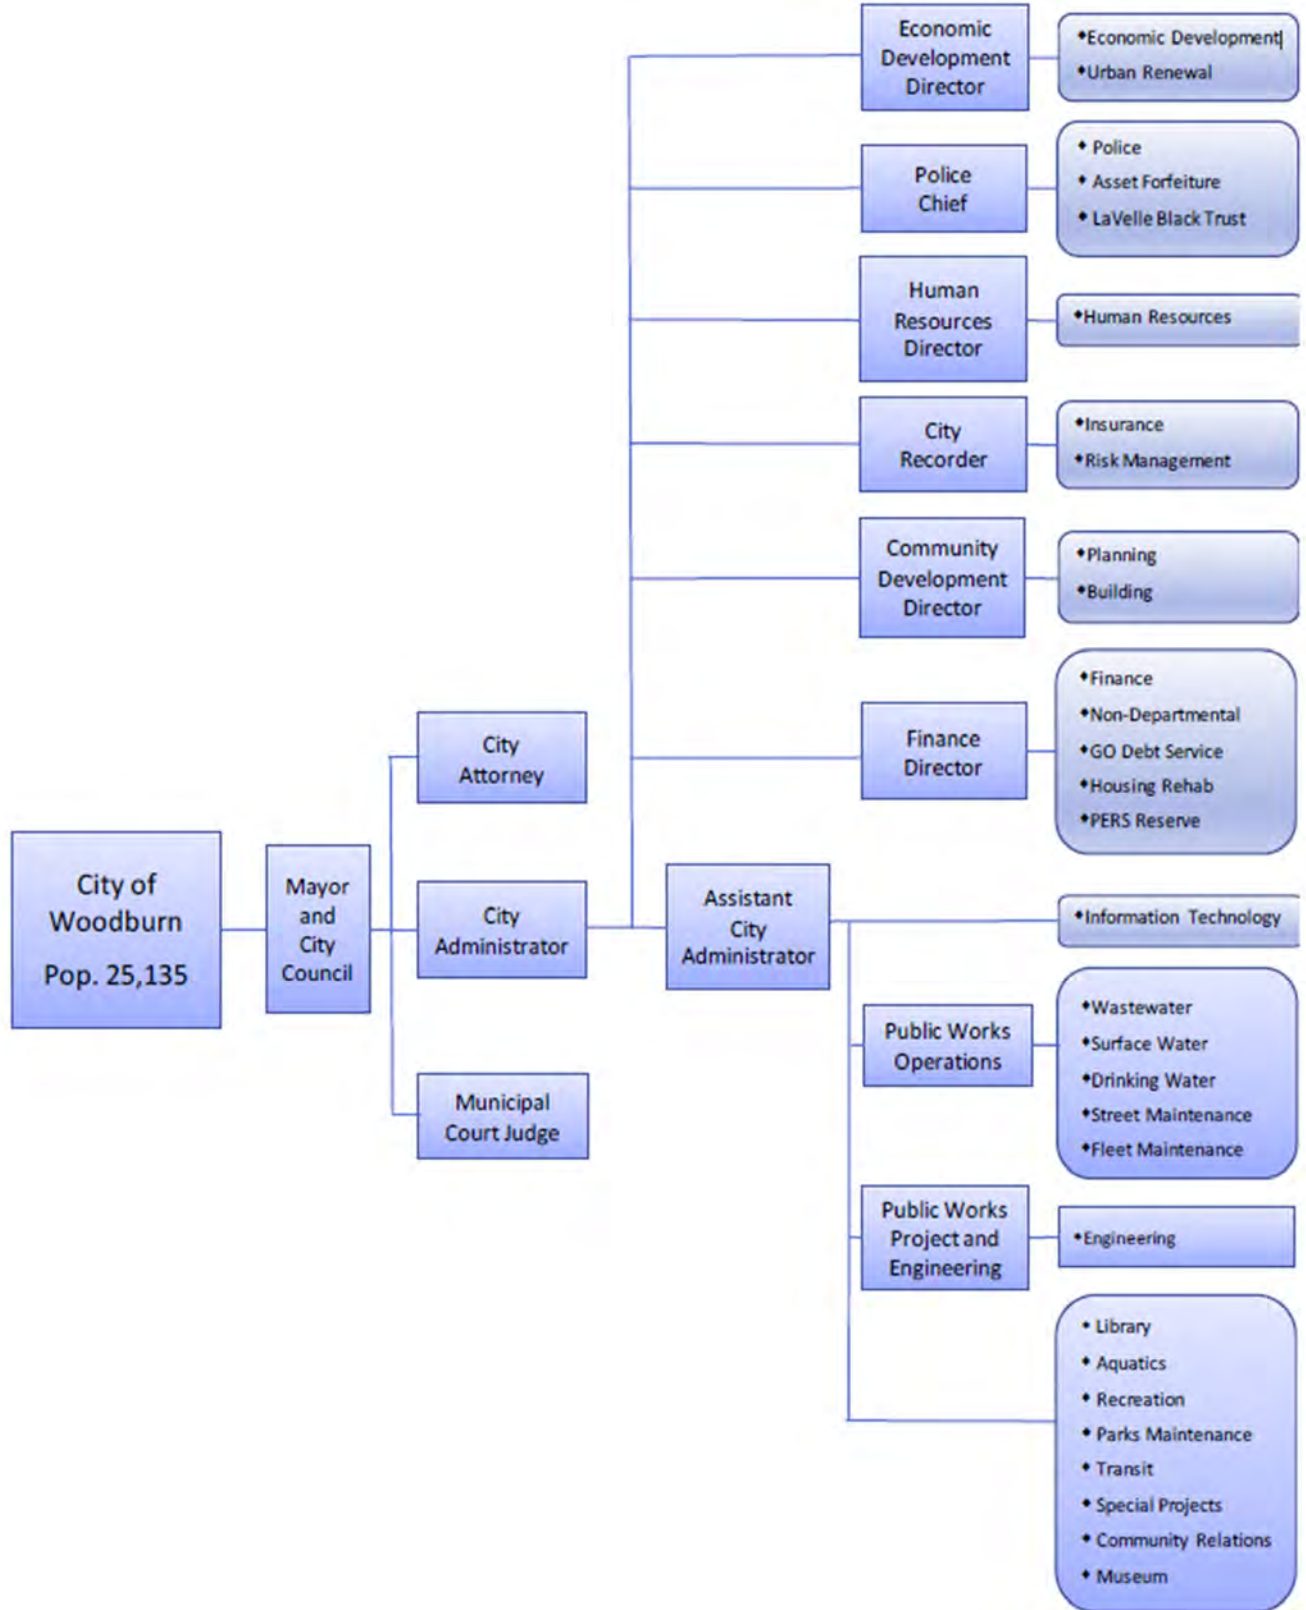 Economic
Development
Director
♦Economic Development
♦Urban Renewal
Police
Chief
♦ Police
♦ Asset Forfeiture
♦ LaVelle Black Trust
Human
Resources
Director
♦Human Resources
City
Recorder
♦Insurance
♦Risk Management
Community
Development
Director
♦Planning
♦Building
Finance
Director
♦Finance
♦Non-Departmental
♦GO Debt Service
♦Housing Rehab
♦PERS Reserve
City
Attorney
City of
Woodburn
Pop. 25,135
Mayor
and
City
Council
City
Administrator
Assistant
City
Administrator
♦Information Technology
Municipal
Court Judge
Public Works
Operations
♦Wastewater
♦Surface Water
♦Drinking Water
♦Street Maintenance
♦Fleet Maintenance
Public Works
Project and
Engineering
♦Engineering
♦ Library
♦ Aquatics
♦ Recreation
♦ Parks Maintenance
♦ Transit
♦ Special Projects
♦ Community Relations
♦ Museum